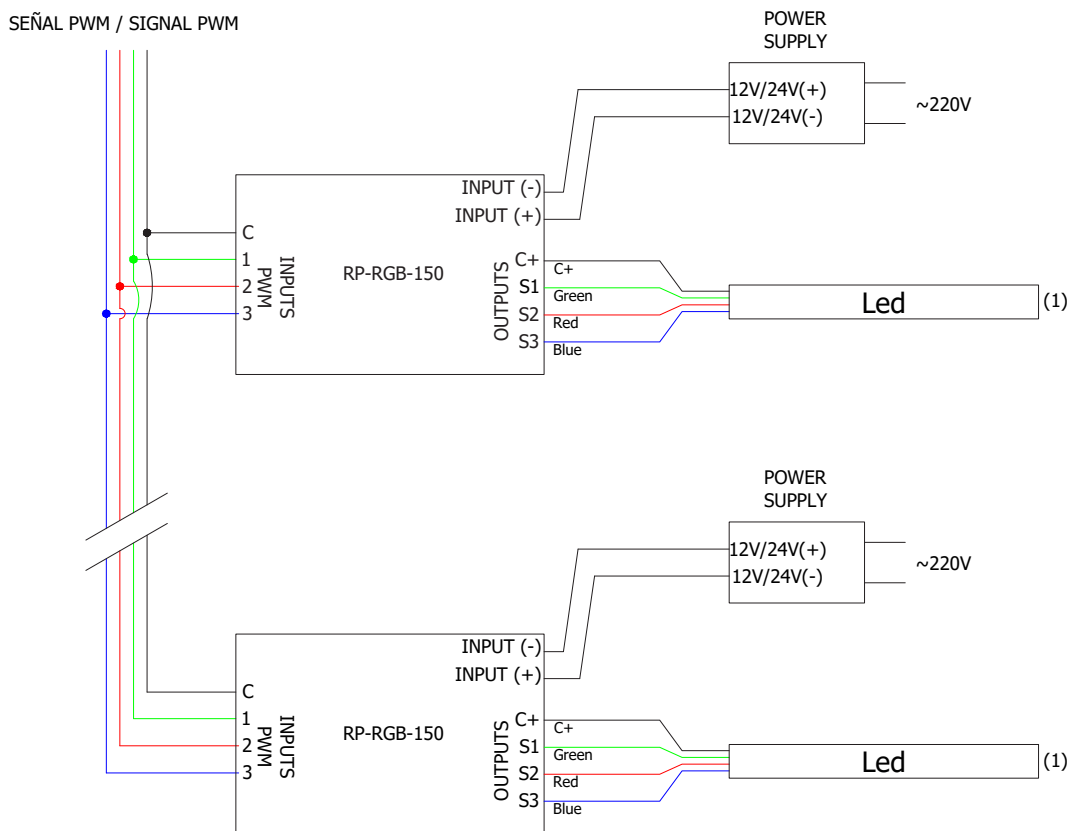 SEÑAL PWM / SIGNAL PWM
POWER
SUPPLY
12V/24V(+)
12V/24V(-)
~220V
INPUT (-)
INPUT (+)
C
1
2
3
INPUTS
PWM
RP-RGB-150
OUTPUTS
C+
S1
S2
S3
C+
Green
Red
Blue
Led
(1)
POWER
SUPPLY
12V/24V(+)
12V/24V(-)
~220V
INPUT (-)
INPUT (+)
C
1
2
3
INPUTS
PWM
RP-RGB-150
OUTPUTS
C+
S1
S2
S3
C+
Green
Red
Blue
Led
(1)